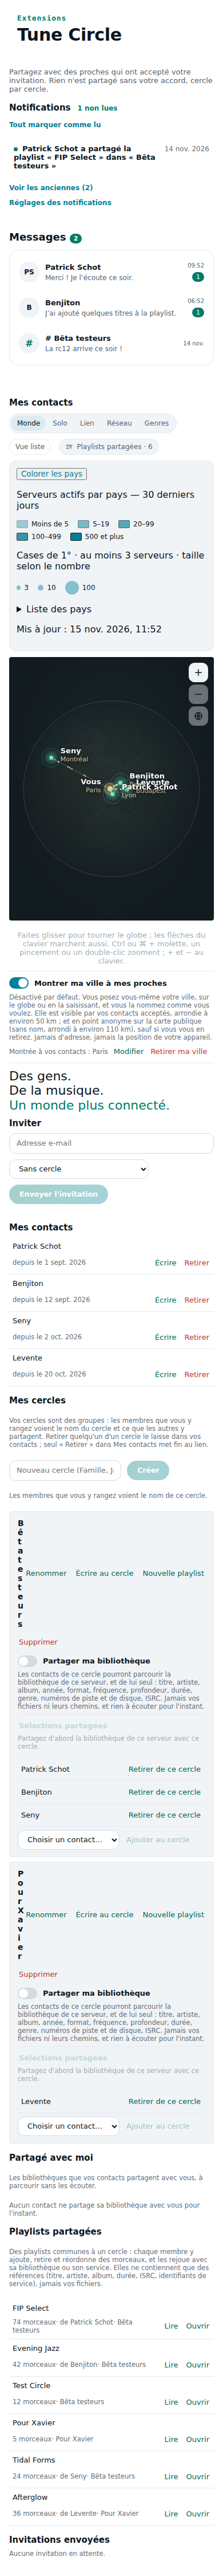 Extensions
Tune Circle
Partagez avec des proches qui ont accepté votre
invitation. Rien n'est partagé sans votre accord, cercle
par cercle.
Notifications 1 non lues
Tout marquer comme lu
Patrick Schot a partagé la
playlist « FIP Select » dans « Bêta
testeurs »
14 nov. 2026
Voir les anciennes (2)
Réglages des notifications
Messages 2
PS
Patrick Schot
Merci ! Je l'écoute ce soir.
09:52
1
B
Benjiton
J'ai ajouté quelques titres à la playlist.
06:52
1
#
# Bêta testeurs
La rc12 arrive ce soir !
14 nov.
Mes contacts
Monde Solo Lien Réseau Genres
Vue liste
Playlists partagées · 6
Colorer les pays
Serveurs actifs par pays — 30 derniers
jours
Moins de 5 5–19 20–99
100–499 500 et plus
Cases de 1° · au moins 3 serveurs · taille
selon le nombre
3 10 100
▶ Liste des pays
Mis à jour : 15 nov. 2026, 11:52
+
−
Seny
Montréal
Vous
Paris
Benjiton
Levente
Patrick Schot
Budapest
Lyon
Faites glisser pour tourner le globe ; les flèches du
clavier marchent aussi. Ctrl ou ⌘ + molette, un
pincement ou un double-clic zooment ; + et − au
clavier.
Montrer ma ville à mes proches
Désactivé par défaut. Vous posez vous-même votre ville, sur
le globe ou en la saisissant, et vous la nommez comme vous
voulez. Elle est visible par vos contacts acceptés, arrondie à
environ 50 km ; et en point anonyme sur la carte publique
(sans nom, arrondi à environ 110 km), sauf si vous vous en
retirez. Jamais d'adresse, jamais la position de votre appareil.
Montrée à vos contacts : Paris Modifier Retirer ma ville
Des gens.
De la musique.
Un monde plus connecté.
Inviter
Adresse e-mail
Sans cercle
Envoyer l'invitation
Mes contacts
Patrick Schot
depuis le 1 sept. 2026 Écrire Retirer
Benjiton
depuis le 12 sept. 2026 Écrire Retirer
Seny
depuis le 2 oct. 2026 Écrire Retirer
Levente
depuis le 20 oct. 2026 Écrire Retirer
Mes cercles
Vos cercles sont des groupes : les membres que vous y
rangez voient le nom du cercle et ce que les autres y
partagent. Retirer quelqu'un d'un cercle le laisse dans vos
contacts ; seul « Retirer » dans Mes contacts met fin au lien.
Nouveau cercle (Famille, J. Créer
Les membres que vous y rangez voient le nom de ce cercle.
Bêta testeurs
Renommer Écrire au cercle Nouvelle playlist
Supprimer
Partager ma bibliothèque
Les contacts de ce cercle pourront parcourir la
bibliothèque de ce serveur, et de lui seul : titre, artiste,
album, année, format, fréquence, profondeur, durée,
genre, numéros de piste et de disque, ISRC. Jamais vos
fichiers ni leurs chemins, et rien à écouter pour l'instant.
Sélections partagées
Partagez d'abord la bibliothèque de ce serveur avec ce
cercle.
Patrick Schot Retirer de ce cercle
Benjiton Retirer de ce cercle
Seny Retirer de ce cercle
Choisir un contact... Ajouter au cercle
Pour Xavier
Renommer Écrire au cercle Nouvelle playlist
Supprimer
Partager ma bibliothèque
Les contacts de ce cercle pourront parcourir la
bibliothèque de ce serveur, et de lui seul : titre, artiste,
album, année, format, fréquence, profondeur, durée,
genre, numéros de piste et de disque, ISRC. Jamais vos
fichiers ni leurs chemins, et rien à écouter pour l'instant.
Sélections partagées
Partagez d'abord la bibliothèque de ce serveur avec ce
cercle.
Levente Retirer de ce cercle
Choisir un contact... Ajouter au cercle
Partagé avec moi
Les bibliothèques que vos contacts partagent avec vous, à
parcourir sans les écouter.
Aucun contact ne partage sa bibliothèque avec vous pour
l'instant.
Playlists partagées
Des playlists communes à un cercle : chaque membre y
ajoute, retire et réordonne des morceaux, et les rejoue avec
sa bibliothèque ou son service. Elles ne contiennent que des
références (titre, artiste, album, durée, ISRC, identifiants de
service), jamais vos fichiers.
FIP Select
74 morceaux· de Patrick Schot· Bêta
testeurs
Lire Ouvrir
Evening Jazz
42 morceaux· de Benjiton· Bêta testeurs Lire Ouvrir
Test Circle
12 morceaux· Bêta testeurs Lire Ouvrir
Pour Xavier
5 morceaux· Pour Xavier Lire Ouvrir
Tidal Forms
24 morceaux· de Seny· Bêta testeurs Lire Ouvrir
Afterglow
36 morceaux· de Levente· Pour Xavier Lire Ouvrir
Invitations envoyées
Aucune invitation en attente.